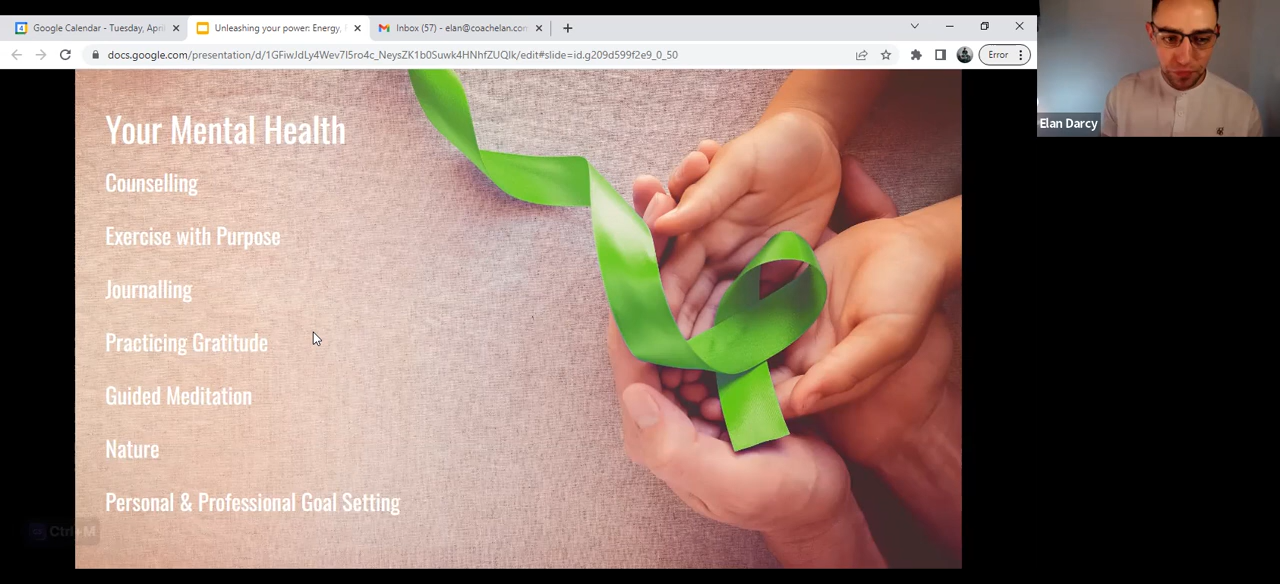 Google Calendar - Tuesday, April
Unleashing your power: Energy,
Inbox (57) - elan@coachelan.com
docs.google.com/presentation/d/1GFiwJdLy4Wev7I5ro4c_NeysZK1b0Suwk4HNhfZUQlk/edit#slide=id.g209d599f2e9_0_50
Error
Elan Darcy
Your Mental Health
Counselling
Exercise with Purpose
Journalling
Practicing Gratitude
Guided Meditation
Nature
Personal & Professional Goal Setting
Ctrl+M